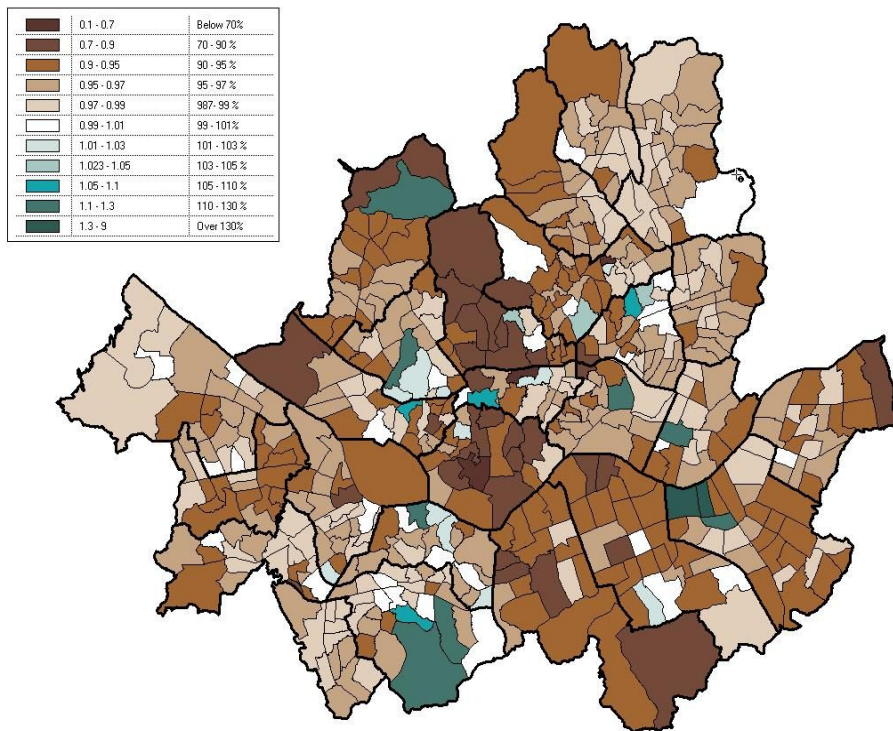 0.1 - 0.7 Below 70%
0.7 - 0.9 70 - 90 %
0.9 - 0.95 90 - 95%
0.95 - 0.97 95 - 97 %
0.97 - 0.99 987- 99 %
0.99 - 1.01 99 - 101%
1.01 - 1.03 101 - 103 %
1.023 - 1.05 103 - 105%
1.05 - 1.1 105 - 110%
1.1 - 1.3 110 - 130%
1.3 - 9 Over 130%